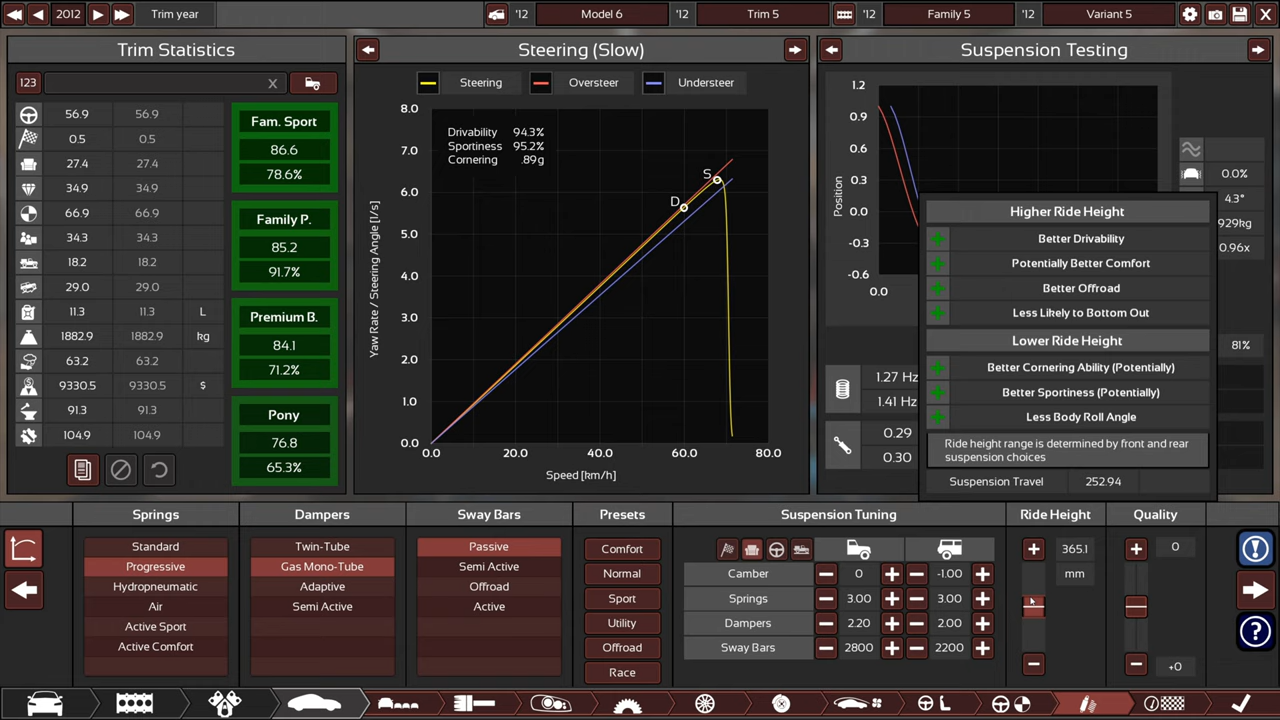 2012
Trim year
'12
Model 6
'12
Trim 5
'12
Family 5
'12
Variant 5
Trim Statistics
123
x
56.9 56.9
0.5 0.5
27.4 27.4
34.9 34.9
66.9 66.9
34.3 34.3
18.2 18.2
29.0 29.0
11.3 11.3 L
1882.9 1882.9 kg
63.2 63.2
9330.5 9330.5 $
91.3 91.3
104.9 104.9
Fam. Sport
86.6
78.6%
Family P.
85.2
91.7%
Premium B.
84.1
71.2%
Pony
76.8
65.3%
Steering (Slow)
Steering
Oversteer
Understeer
Drivability 94.3%
Sportiness 95.2%
Cornering .89g
Yaw Rate / Steering Angle [1/s]
8.0
7.0
6.0
5.0
4.0
3.0
2.0
1.0
0.0
S
D
0.0 20.0 40.0 60.0 80.0
Speed [km/h]
Suspension Testing
Position
1.2
0.9
0.6
0.3
0.0
-0.3
-0.6
0.0
0.0%
4.3°
929kg
0.96x
81%
1.27 Hz
1.41 Hz
0.29
0.30
Higher Ride Height
Better Drivability
Potentially Better Comfort
Better Offroad
Less Likely to Bottom Out
Lower Ride Height
Better Cornering Ability (Potentially)
Better Sportiness (Potentially)
Less Body Roll Angle
Ride height range is determined by front and rear
suspension choices
Suspension Travel 252.94
Springs
Standard
Progressive
Hydropneumatic
Air
Active Sport
Active Comfort
Dampers
Twin-Tube
Gas Mono-Tube
Adaptive
Semi Active
Sway Bars
Passive
Semi Active
Offroad
Active
Presets
Comfort
Normal
Sport
Utility
Offroad
Race
Suspension Tuning
Camber − 0 + − -1.00 +
Springs − 3.00 + − 3.00 +
Dampers − 2.20 + − 2.00 +
Sway Bars − 2800 + − 2200 +
Ride Height
+ 365.1
mm
−
Quality
+ 0
− +0
!
?